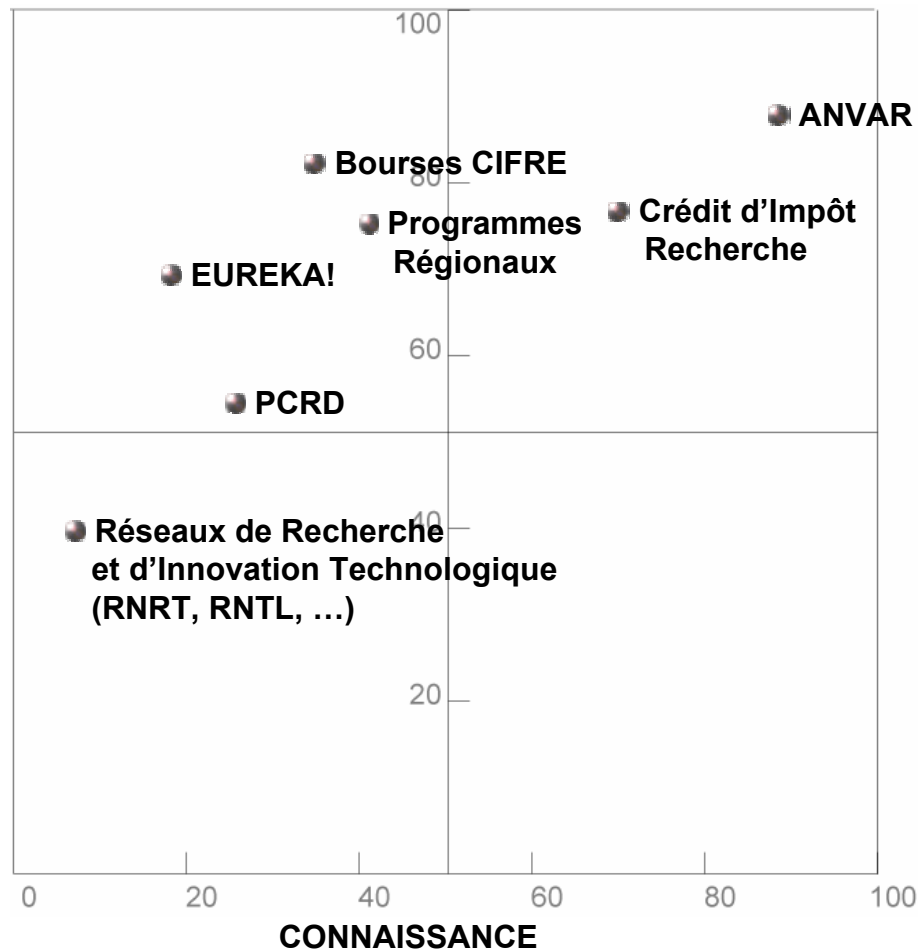 100
ANVAR
Bourses CIFRE
80
Crédit d’Impôt
Recherche
Programmes
Régionaux
EUREKA!
60
PCRD
40
Réseaux de Recherche
et d’Innovation Technologique
(RNRT, RNTL, …)
20
0 20 40 60 80 100
CONNAISSANCE